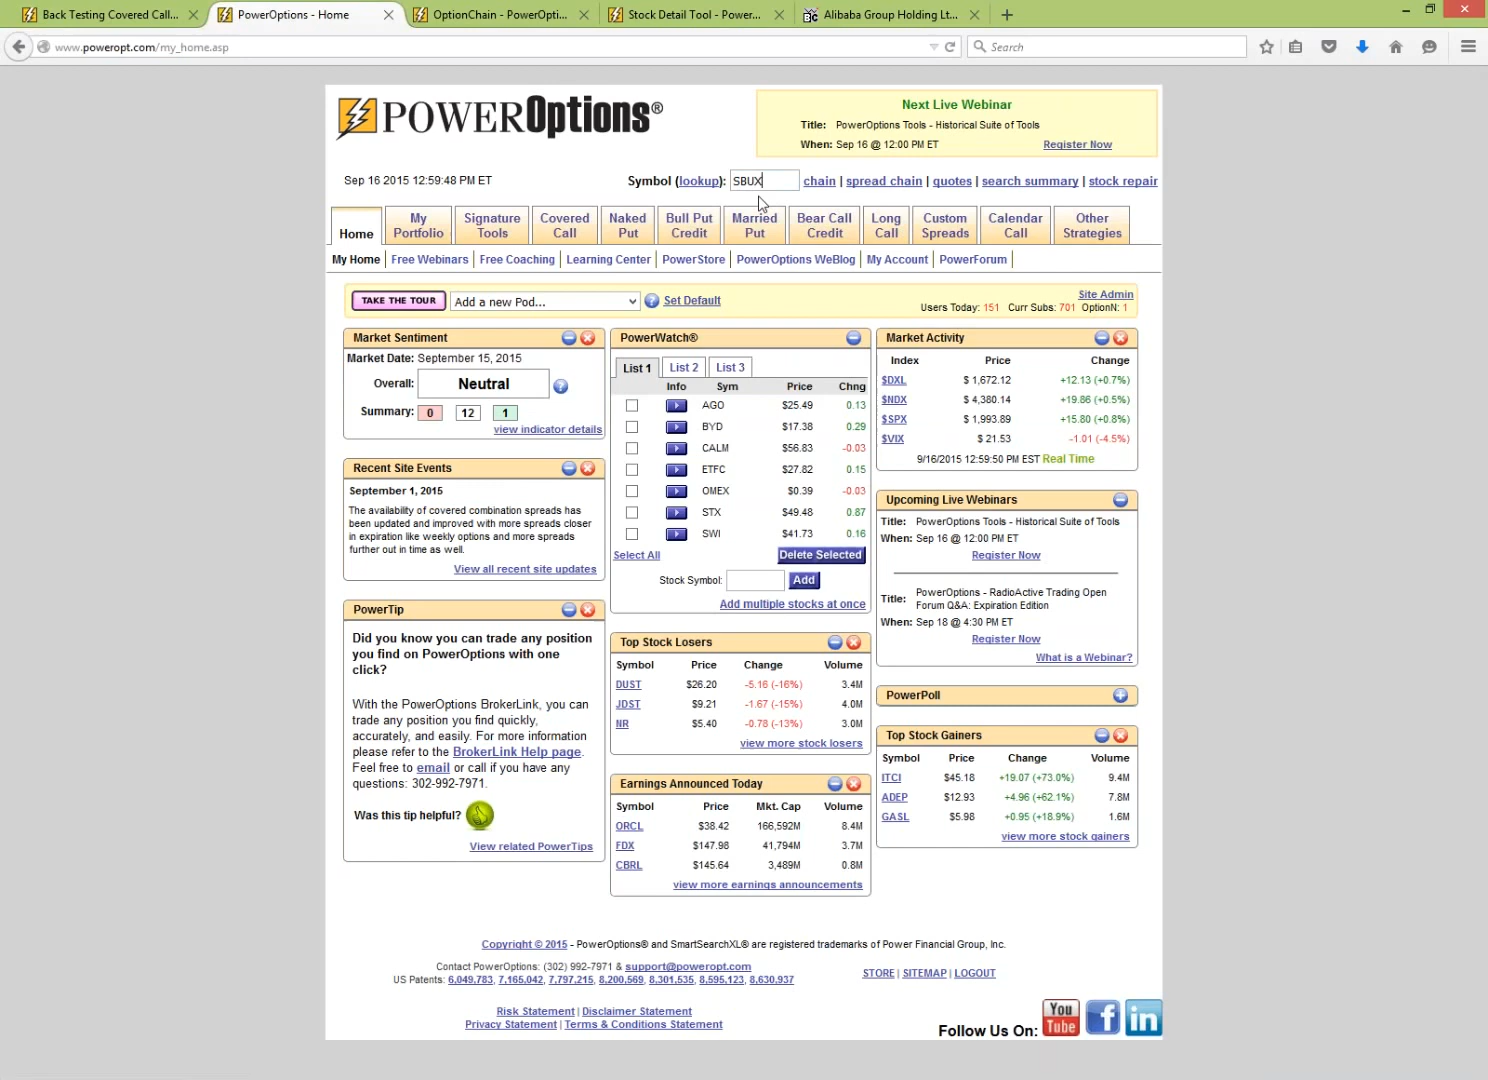 Back Testing Covered Call...
PowerOptions - Home
OptionChain - PowerOpti...
Stock Detail Tool - Power...
Alibaba Group Holding Lt...
www.poweropt.com/my_home.asp
Search
POWEROptions®
Next Live Webinar
Title: PowerOptions Tools - Historical Suite of Tools
When: Sep 16 @ 12:00 PM ET Register Now
Sep 16 2015 12:59:48 PM ET
Symbol (lookup): SBUX chain | spread chain | quotes | search summary | stock repair
Home
My Portfolio
Signature Tools
Covered Call
Naked Put
Bull Put Credit
Married Put
Bear Call Credit
Long Call
Custom Spreads
Calendar Call
Other Strategies
My Home | Free Webinars | Free Coaching | Learning Center | PowerStore | PowerOptions WeBlog | My Account | PowerForum |
TAKE THE TOUR Add a new Pod... ? Set Default
Site Admin
Users Today: 151 Curr Subs: 701 OptionN: 1
Market Sentiment
Market Date: September 15, 2015
Overall: Neutral ?
Summary: 0 12 1
view indicator details
Recent Site Events
September 1, 2015
The availability of covered combination spreads has
been updated and improved with more spreads closer
in expiration like weekly options and more spreads
further out in time as well.
View all recent site updates
PowerTip
Did you know you can trade any position
you find on PowerOptions with one
click?
With the PowerOptions BrokerLink, you can
trade any position you find quickly,
accurately, and easily. For more information
please refer to the BrokerLink Help page.
Feel free to email or call if you have any
questions: 302-992-7971.
Was this tip helpful?
View related PowerTips
PowerWatch®
List 1 List 2 List 3
Info Sym Price Chng
AGO $25.49 0.13
BYD $17.38 0.29
CALM $56.83 -0.03
ETFC $27.82 0.15
OMEX $0.39 -0.03
STX $49.48 0.87
SWI $41.73 0.16
Select All Delete Selected
Stock Symbol: Add
Add multiple stocks at once
Top Stock Losers
Symbol Price Change Volume
DUST $26.20 -5.16 (-16%) 3.4M
JDST $9.21 -1.67 (-15%) 4.0M
NR $5.40 -0.78 (-13%) 3.0M
view more stock losers
Earnings Announced Today
Symbol Price Mkt. Cap Volume
ORCL $38.42 166,592M 8.4M
FDX $147.98 41,794M 3.7M
CBRL $145.64 3,489M 0.8M
view more earnings announcements
Market Activity
Index Price Change
$DXL $ 1,672.12 +12.13 (+0.7%)
$NDX $ 4,380.14 +19.86 (+0.5%)
$SPX $ 1,993.89 +15.80 (+0.8%)
$VIX $ 21.53 -1.01 (-4.5%)
9/16/2015 12:59:50 PM EST Real Time
Upcoming Live Webinars
Title: PowerOptions Tools - Historical Suite of Tools
When: Sep 16 @ 12:00 PM ET
Register Now
Title: PowerOptions - RadioActive Trading Open
Forum Q&A: Expiration Edition
When: Sep 18 @ 4:30 PM ET
Register Now
What is a Webinar?
PowerPoll
Top Stock Gainers
Symbol Price Change Volume
ITCI $45.18 +19.07 (+73.0%) 9.4M
ADEP $12.93 +4.96 (+62.1%) 7.8M
GASL $5.98 +0.95 (+18.9%) 1.6M
view more stock gainers
Copyright © 2015 - PowerOptions® and SmartSearchXL® are registered trademarks of Power Financial Group, Inc.
Contact PowerOptions: (302) 992-7971 & support@poweropt.com
US Patents: 6,049,783, 7,165,042, 7,797,215, 8,200,569, 8,301,535, 8,595,123, 8,630,937
STORE | SITEMAP | LOGOUT
Risk Statement | Disclaimer Statement
Privacy Statement | Terms & Conditions Statement
Follow Us On: You Tube f in